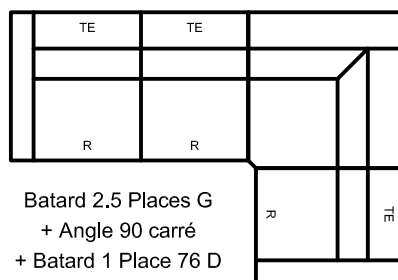 TE TE
R R
R TE
Batard 2.5 Places G
+ Angle 90 carré
+ Batard 1 Place 76 D